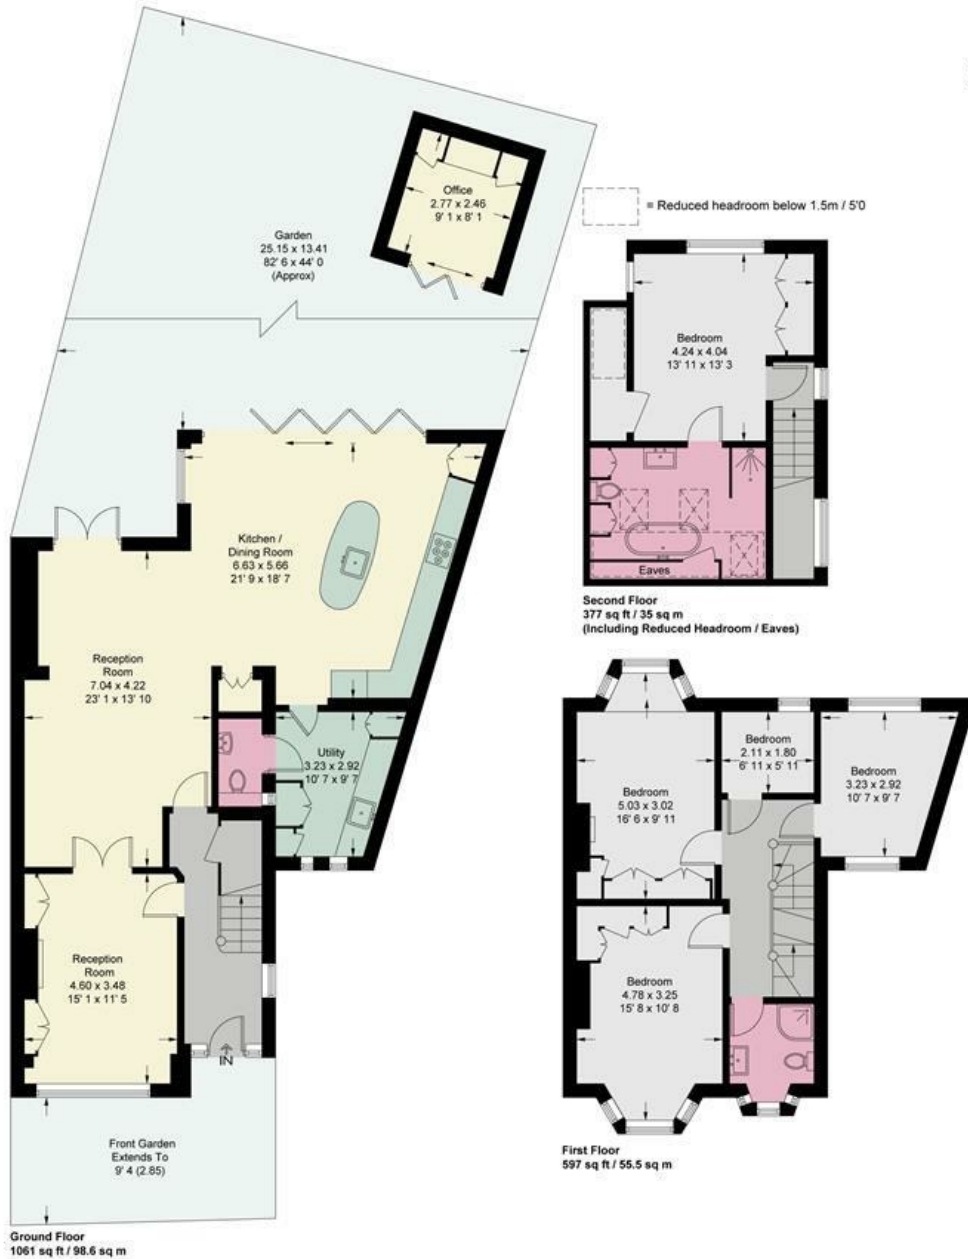 Office
2.77 x 2.46
9' 1 x 8' 1
= Reduced headroom below 1.5m / 5'0
Garden
25.15 x 13.41
82' 6 x 44' 0
(Approx)
Bedroom
4.24 x 4.04
13' 11 x 13' 3
Kitchen /
Dining Room
6.63 x 5.66
21' 9 x 18' 7
Eaves
Second Floor
377 sq ft / 35 sq m
(Including Reduced Headroom / Eaves)
Reception
Room
7.04 x 4.22
23' 1 x 13' 10
Utility
3.23 x 2.92
10' 7 x 9' 7
Bedroom
2.11 x 1.80
6' 11 x 5' 11
Bedroom
3.23 x 2.92
10' 7 x 9' 7
Bedroom
5.03 x 3.02
16' 6 x 9' 11
Reception
Room
4.60 x 3.48
15' 1 x 11' 5
Bedroom
4.78 x 3.25
15' 8 x 10' 8
IN
Front Garden
Extends To
9' 4 (2.85)
First Floor
597 sq ft / 55.5 sq m
Ground Floor
1061 sq ft / 98.6 sq m